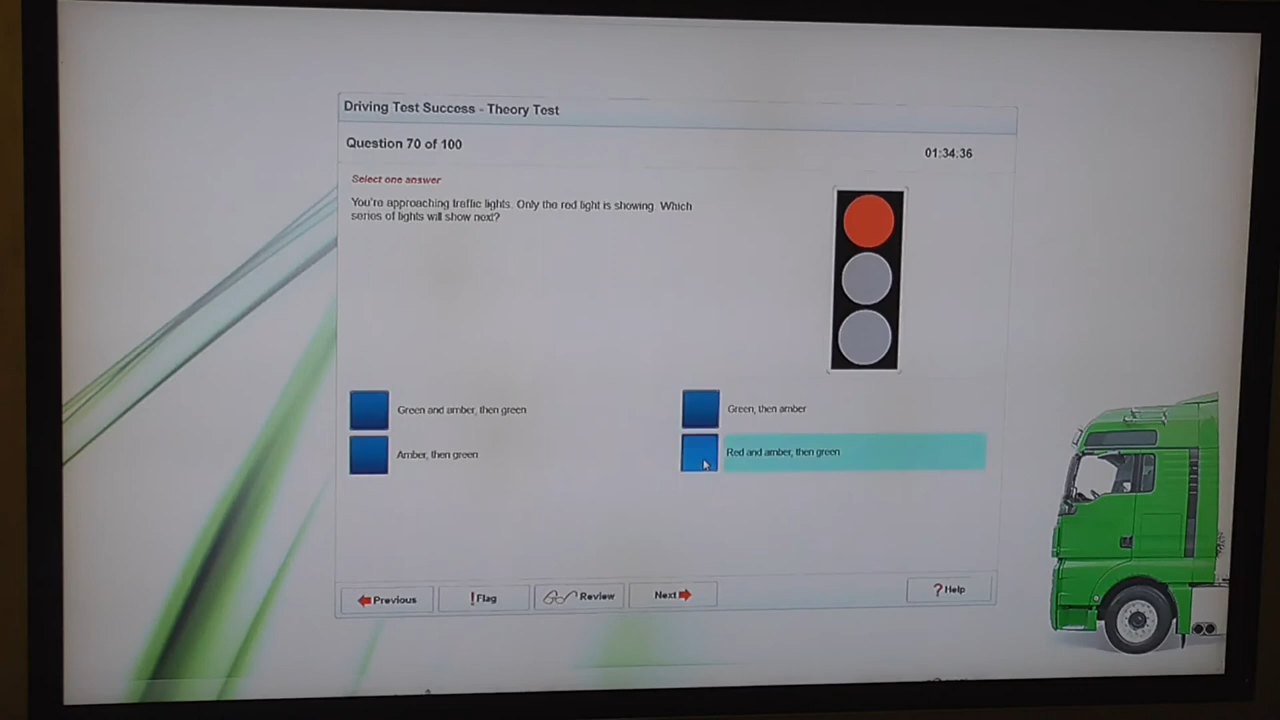 Driving Test Success - Theory Test
Question 70 of 100
01:34:36
Select one answer
You're approaching traffic lights. Only the red light is showing. Which
series of lights will show next?
Green and amber, then green
Green, then amber
Amber, then green
Red and amber, then green
Previous
!Flag
Review
Next
?Help